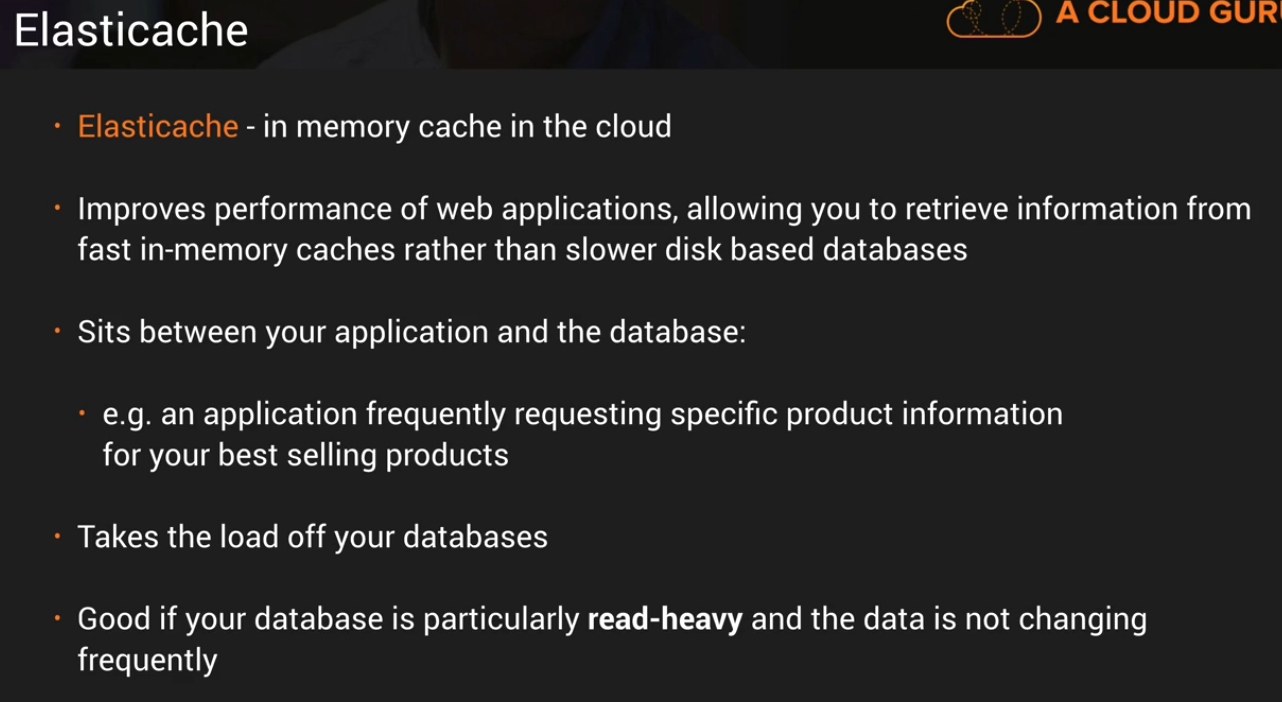 Elasticache
A CLOUD GURU
• Elasticache - in memory cache in the cloud
• Improves performance of web applications, allowing you to retrieve information from
fast in-memory caches rather than slower disk based databases
• Sits between your application and the database:
• e.g. an application frequently requesting specific product information
for your best selling products
• Takes the load off your databases
• Good if your database is particularly read-heavy and the data is not changing
frequently